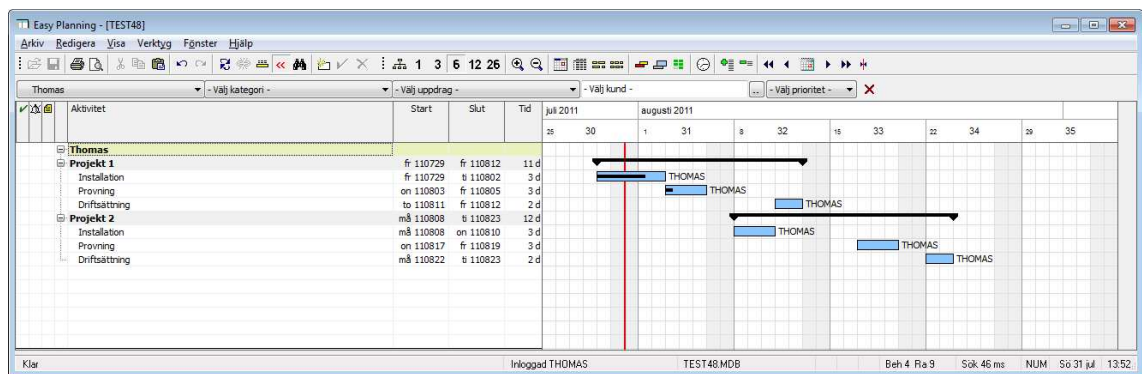 Easy Planning - [TEST48]
Arkiv Redigera Visa Verktyg Fönster Hjälp
1 3 6 12 26
Thomas - Välj kategori - - Välj uppdrag - - Välj kund - .. - Välj prioritet -
Aktivitet Start Slut Tid juli 2011 augusti 2011
25 30 1 31 8 32 15 33 22 34 29 35
Thomas
Projekt 1 fr 110729 fr 110812 11 d
Installation fr 110729 ti 110802 3 d THOMAS
Provning on 110803 fr 110805 3 d THOMAS
Driftsättning to 110811 fr 110812 2 d THOMAS
Projekt 2 må 110808 ti 110823 12 d
Installation må 110808 on 110810 3 d THOMAS
Provning on 110817 fr 110819 3 d THOMAS
Driftsättning må 110822 ti 110823 2 d THOMAS
Klar Inloggad THOMAS TEST48.MDB Beh 4 Ra 9 Sök 46 ms NUM Sö 31 jul 13:52